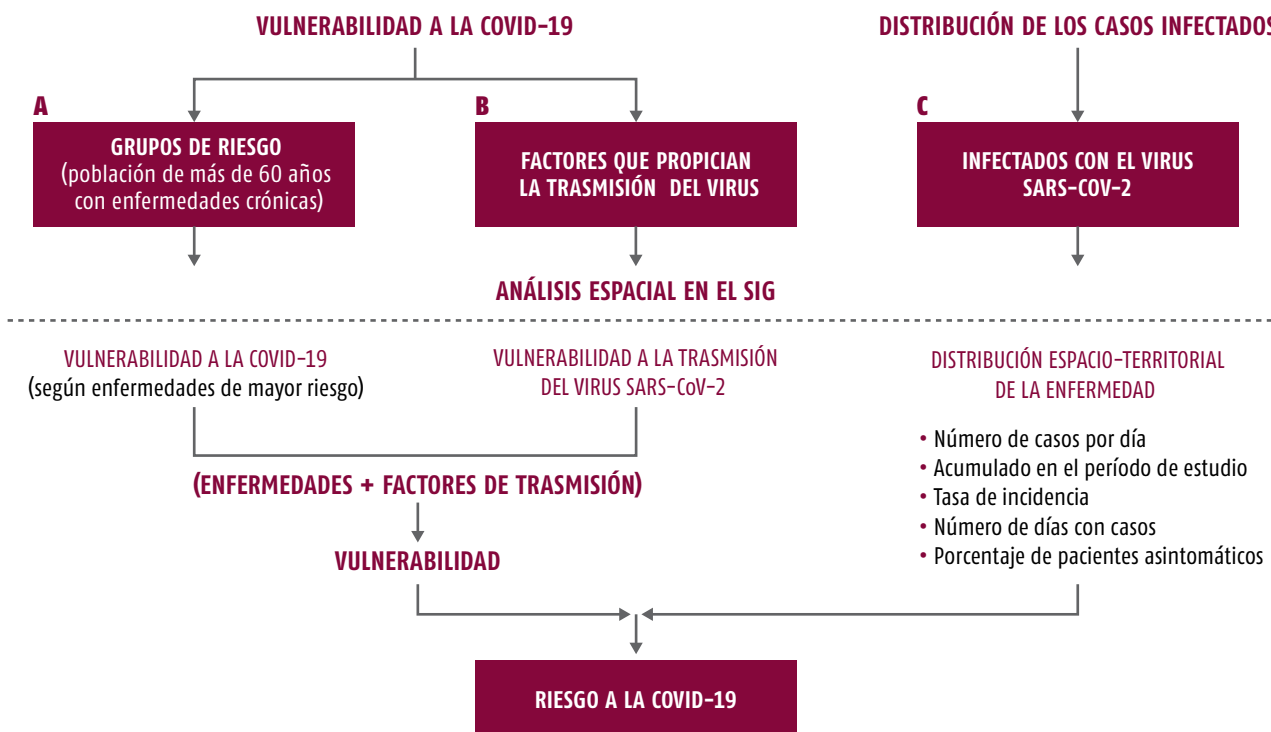 VULNERABILIDAD A LA COVID-19
DISTRIBUCIÓN DE LOS CASOS INFECTADOS
A
GRUPOS DE RIESGO
(población de más de 60 años
con enfermedades crónicas)
B
FACTORES QUE PROPICIAN
LA TRASMISIÓN DEL VIRUS
C
INFECTADOS CON EL VIRUS
SARS-COV-2
ANÁLISIS ESPACIAL EN EL SIG
VULNERABILIDAD A LA COVID-19
(según enfermedades de mayor riesgo)
VULNERABILIDAD A LA TRASMISIÓN
DEL VIRUS SARS-CoV-2
DISTRIBUCIÓN ESPACIO-TERRITORIAL
DE LA ENFERMEDAD
• Número de casos por día
• Acumulado en el período de estudio
• Tasa de incidencia
• Número de días con casos
• Porcentaje de pacientes asintomáticos
(ENFERMEDADES + FACTORES DE TRASMISIÓN)
VULNERABILIDAD
RIESGO A LA COVID-19